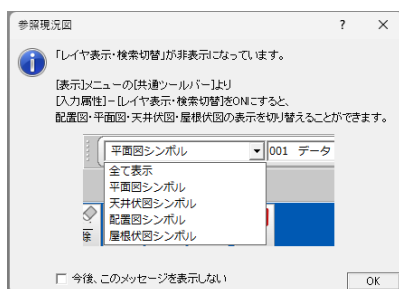 参照現況図
「レイヤ表示・検索切替」が非表示になっています。
[表示]メニューの[共通ツールバー]より
[入力属性]－[レイヤ表示・検索切替]をONにすると、
配置図・平面図・天井伏図・屋根伏図の表示を切り替えることができます。
平面図シンボル 001 データ
全て表示
平面図シンボル
天井伏図シンボル
配置図シンボル
屋根伏図シンボル
除
今後、このメッセージを表示しない
OK